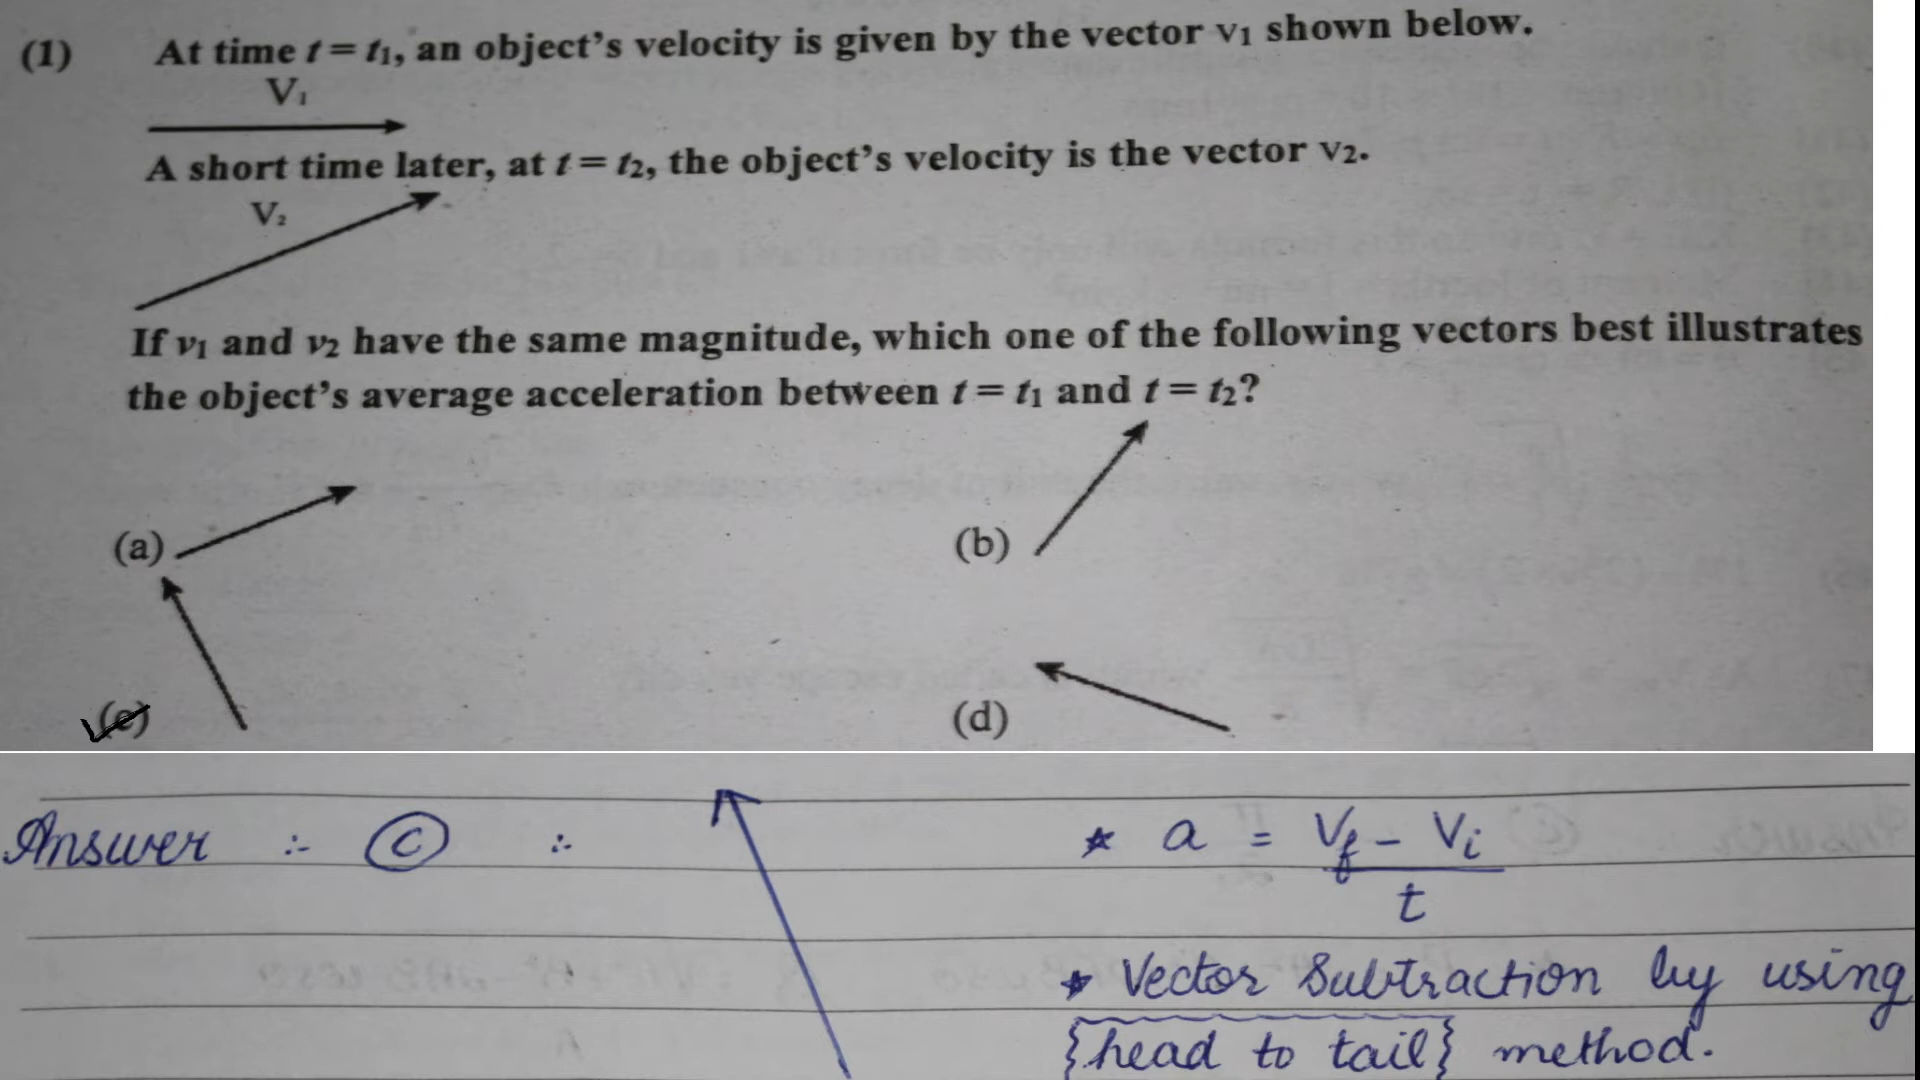 (1) At time t = t₁, an object's velocity is given by the vector v₁ shown below.
V₁
A short time later, at t = t₂, the object's velocity is the vector v₂.
V₂
If v₁ and v₂ have the same magnitude, which one of the following vectors best illustrates
the object's average acceleration between t = t₁ and t = t₂?
(a) (b)
(c) (d)
Answer :- (C) :-
* a = Vf - Vi / t
* Vector Subtraction by using
{head to tail} method.